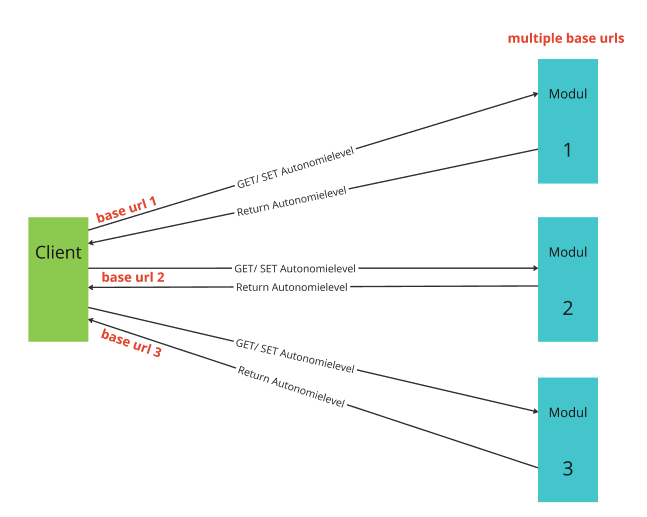 multiple base urls
Modul
1
GET/ SET Autonomielevel
Return Autonomielevel
base url 1
Client
GET/ SET Autonomielevel
base url 2
Return Autonomielevel
Modul
2
base url 3
GET/ SET Autonomielevel
Return Autonomielevel
Modul
3